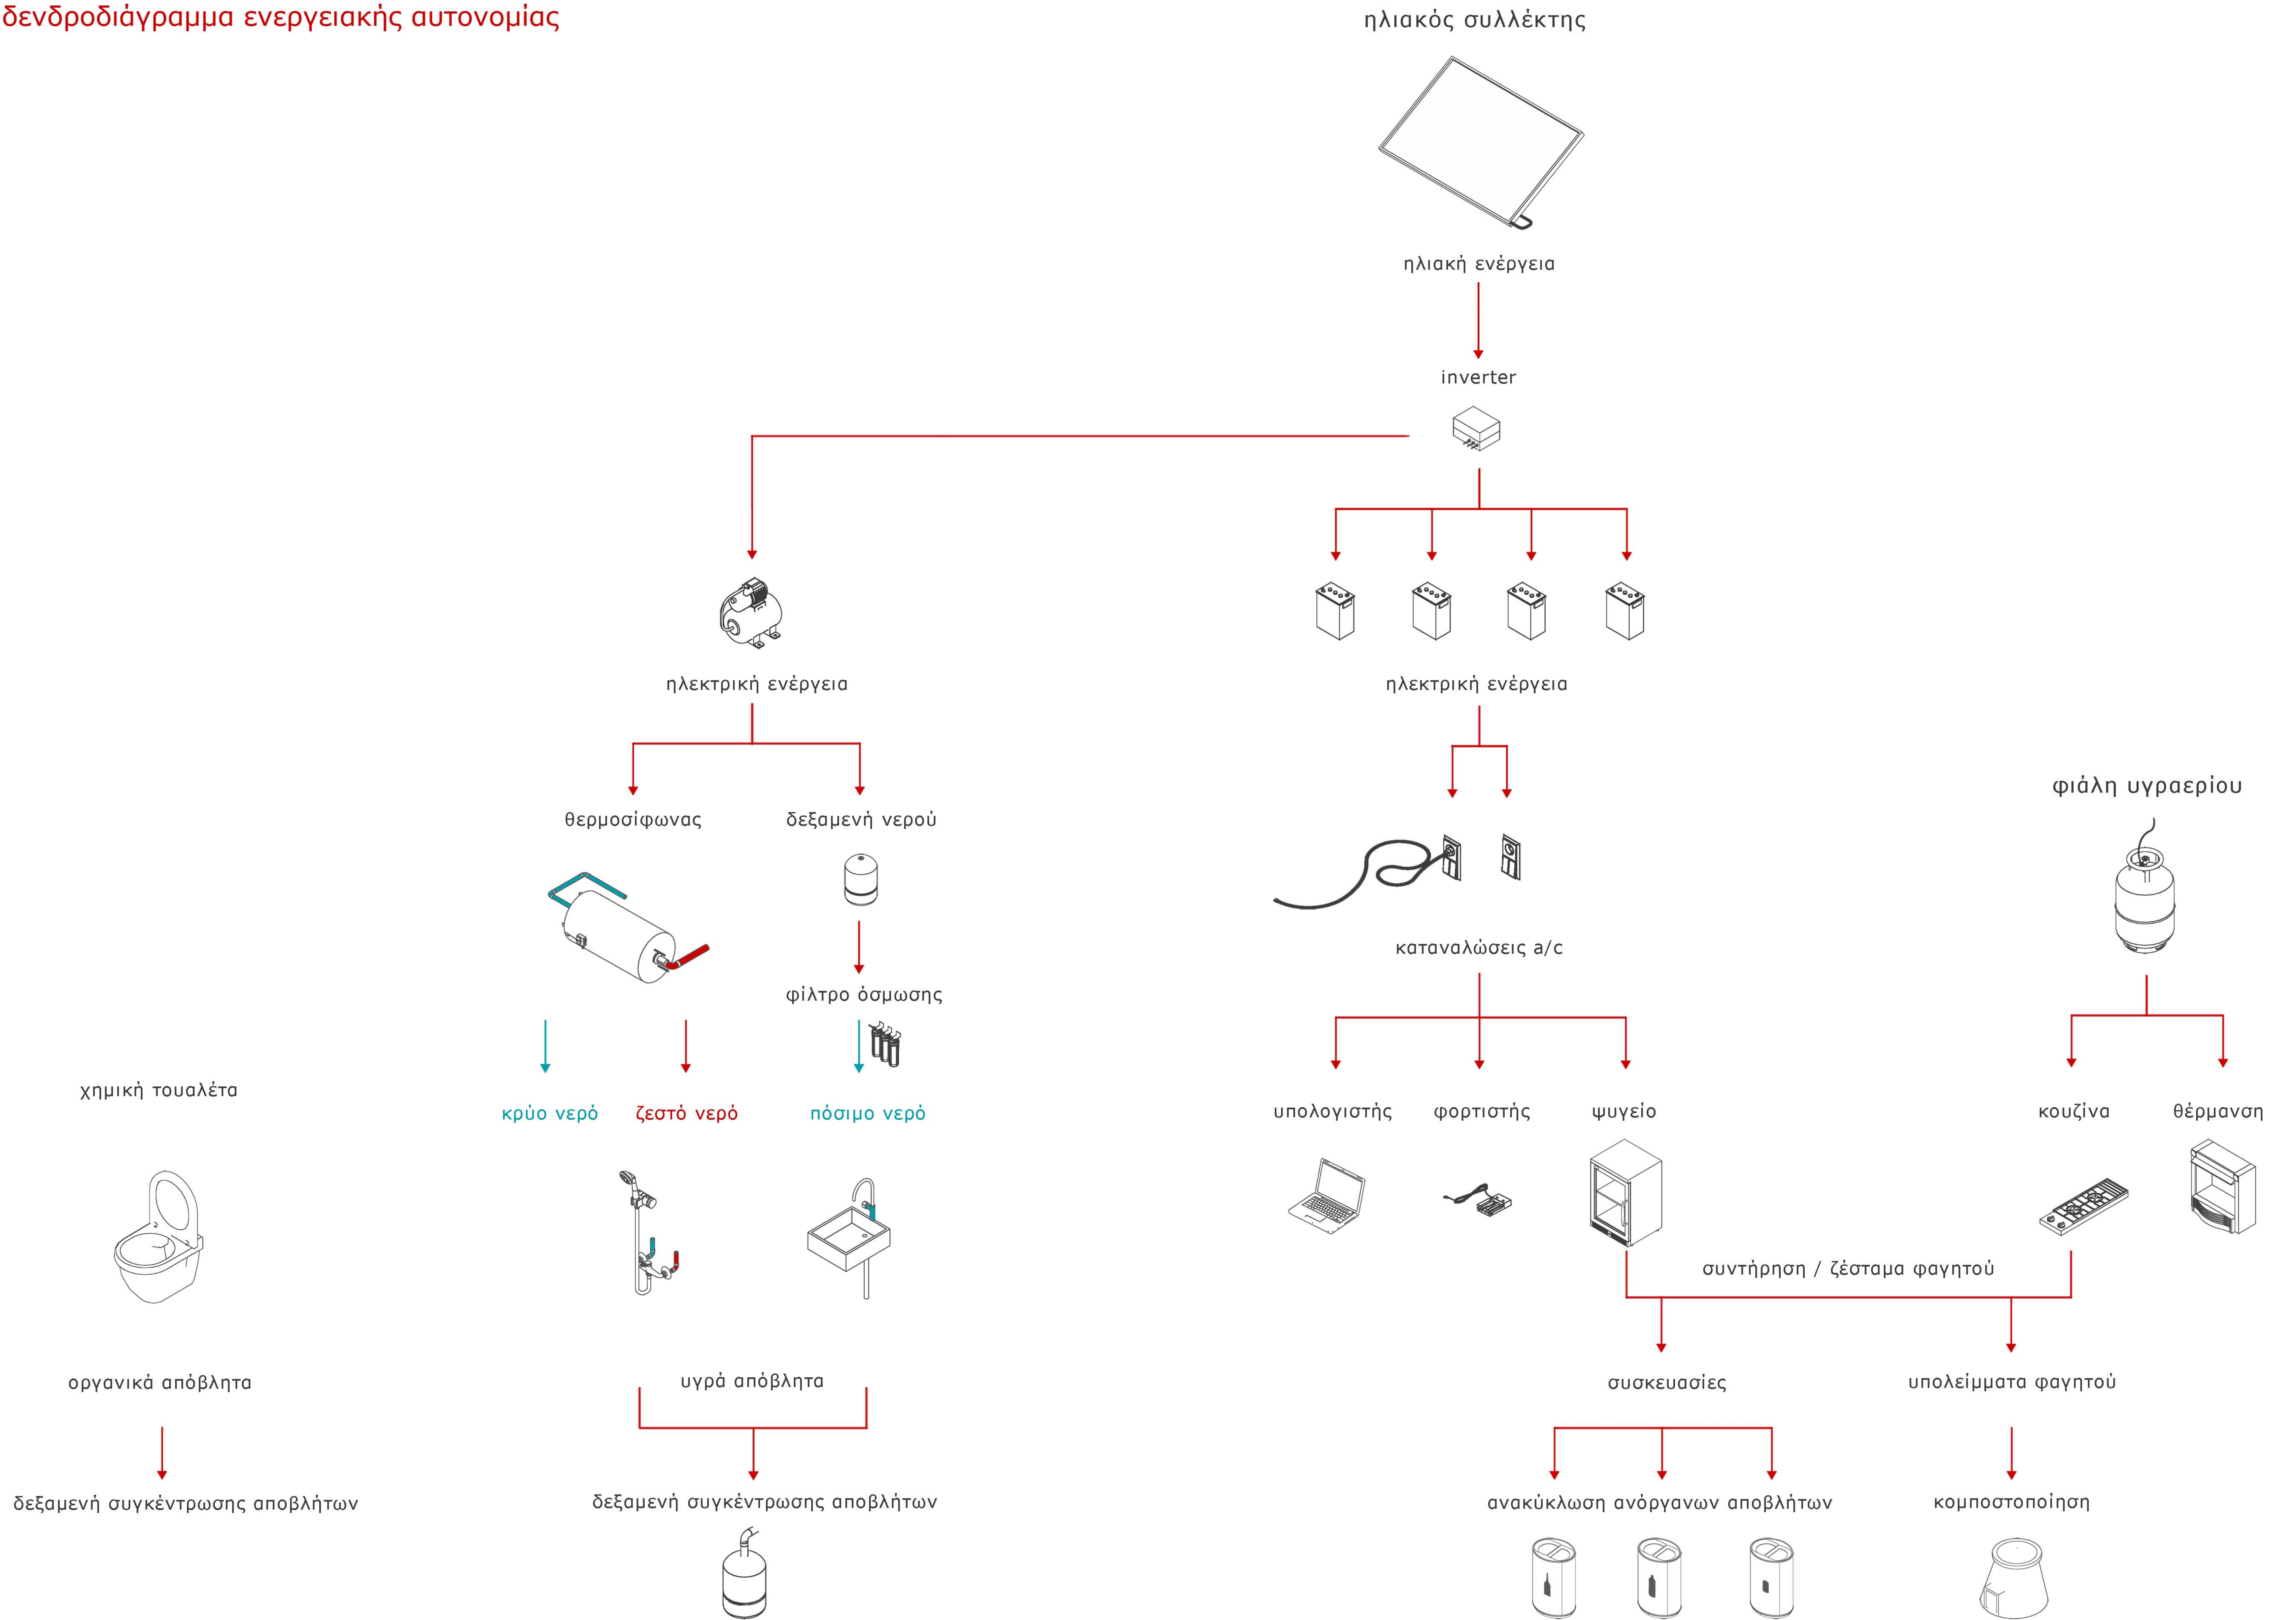 δενδροδιάγραμμα ενεργειακής αυτονομίας
ηλιακός συλλέκτης
ηλιακή ενέργεια
inverter
ηλεκτρική ενέργεια
ηλεκτρική ενέργεια
φιάλη υγραερίου
θερμοσίφωνας
δεξαμενή νερού
καταναλώσεις a/c
φίλτρο όσμωσης
χημική τουαλέτα
κρύο νερό
ζεστό νερό
πόσιμο νερό
υπολογιστής
φορτιστής
ψυγείο
κουζίνα
θέρμανση
συντήρηση / ζέσταμα φαγητού
οργανικά απόβλητα
υγρά απόβλητα
συσκευασίες
υπολείμματα φαγητού
δεξαμενή συγκέντρωσης αποβλήτων
δεξαμενή συγκέντρωσης αποβλήτων
ανακύκλωση ανόργανων αποβλήτων
κομποστοποίηση